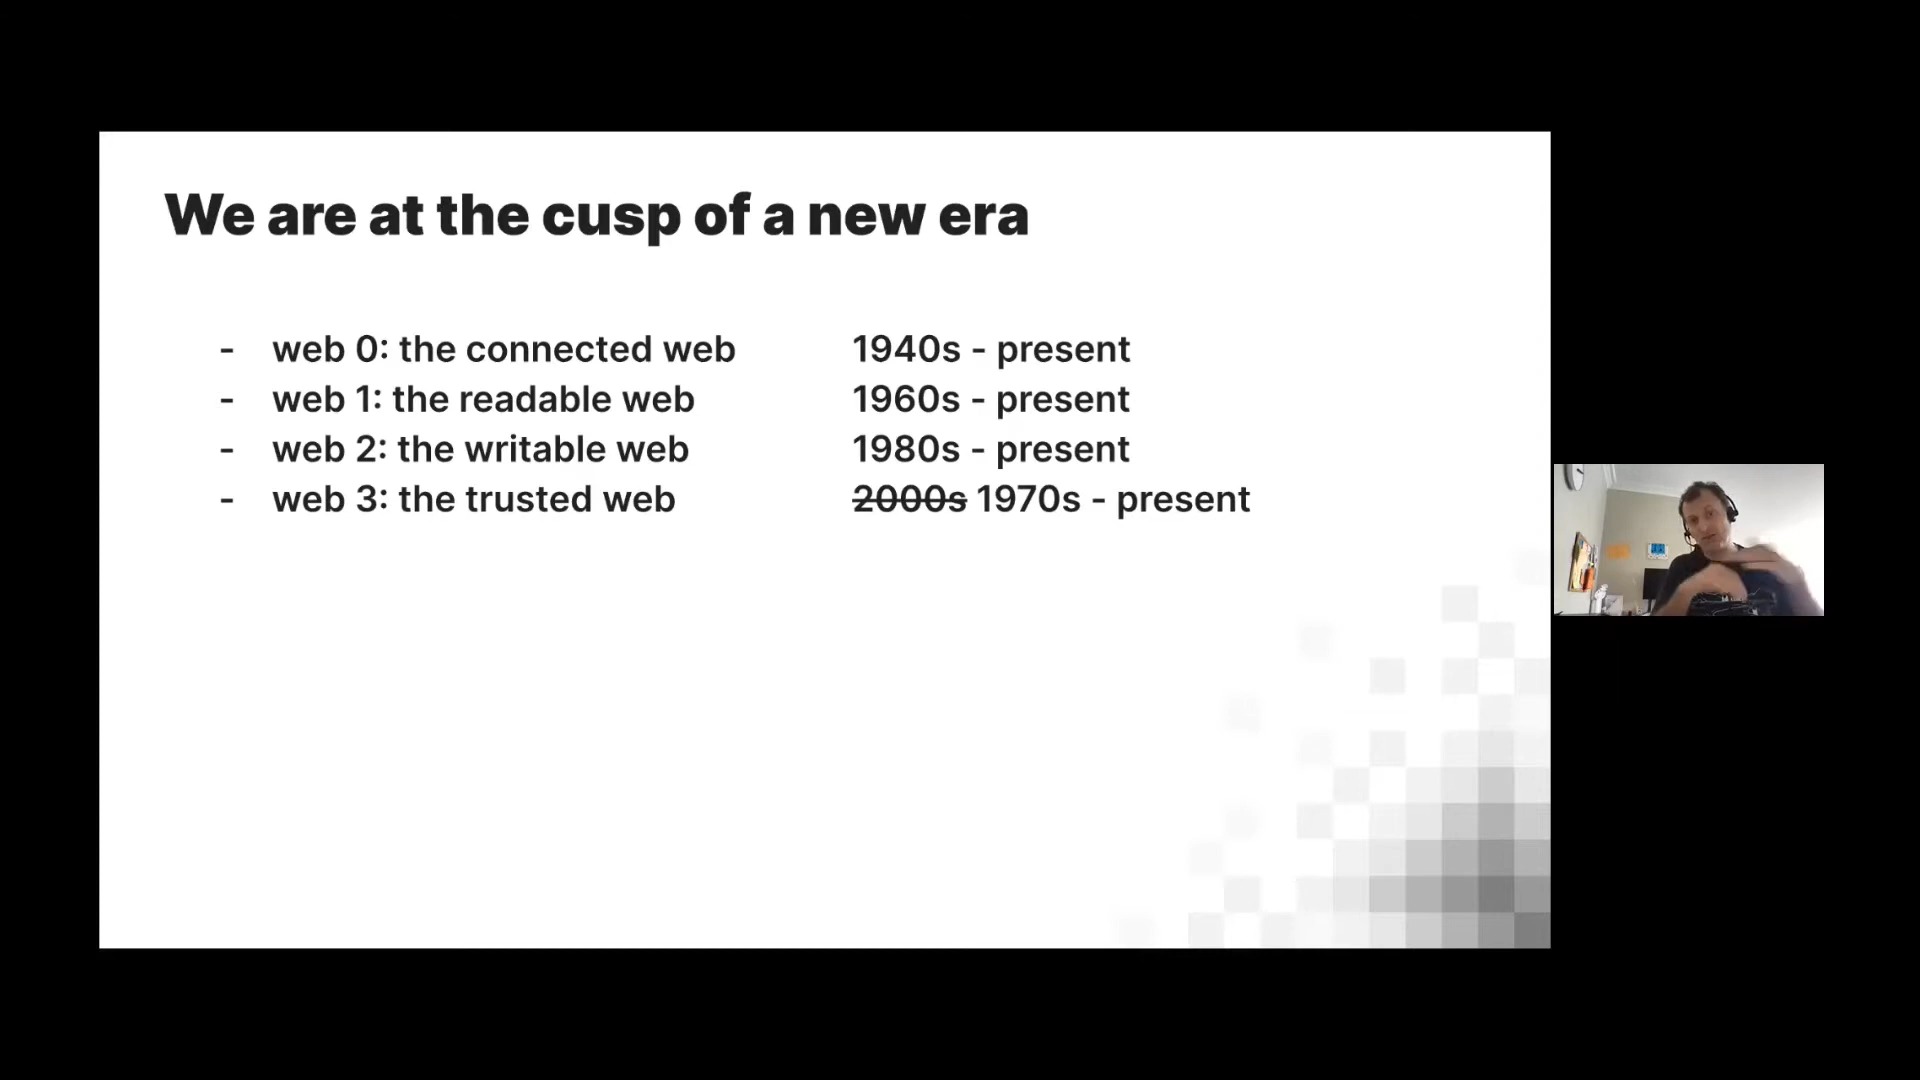 We are at the cusp of a new era
- web 0: the connected web 1940s - present
- web 1: the readable web 1960s - present
- web 2: the writable web 1980s - present
- web 3: the trusted web 2000s 1970s - present